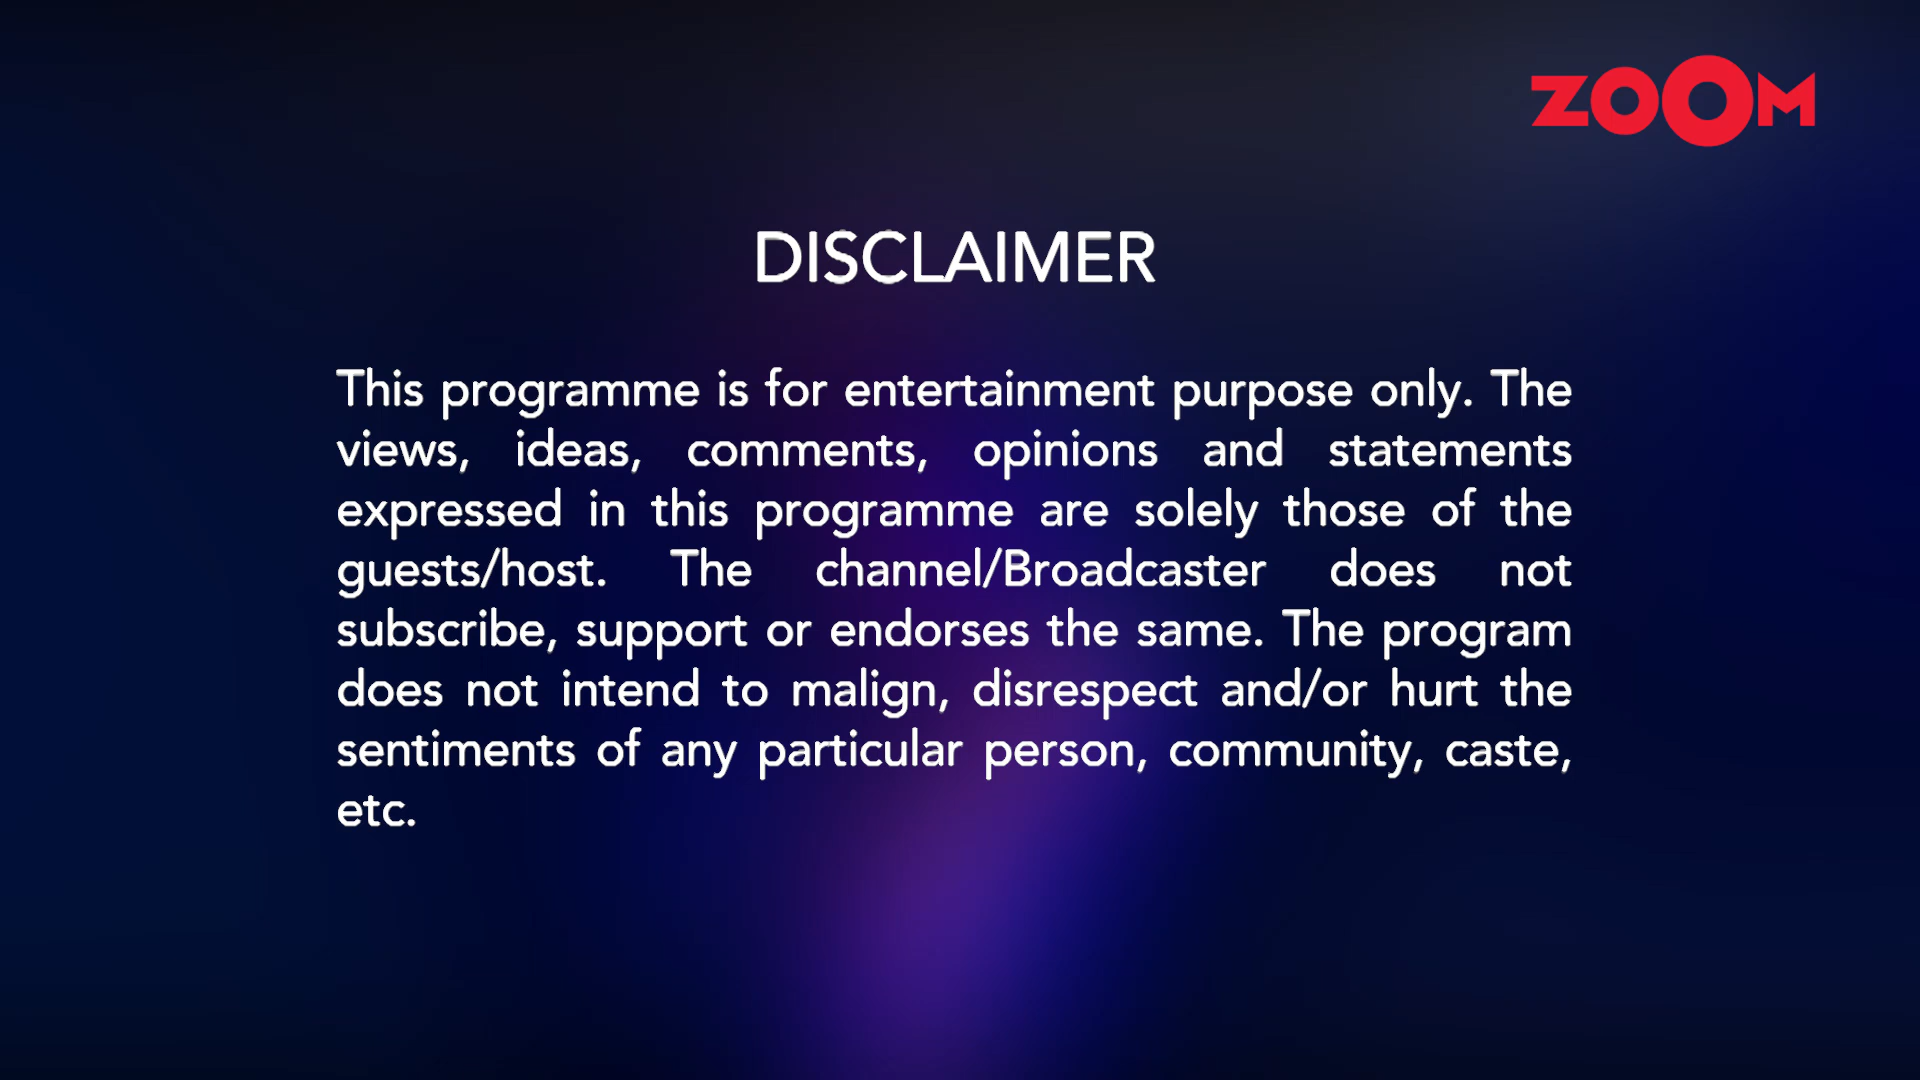 ZOOM
DISCLAIMER
This programme is for entertainment purpose only. The
views, ideas, comments, opinions and statements
expressed in this programme are solely those of the
guests/host. The channel/Broadcaster does not
subscribe, support or endorses the same. The program
does not intend to malign, disrespect and/or hurt the
sentiments of any particular person, community, caste,
etc.